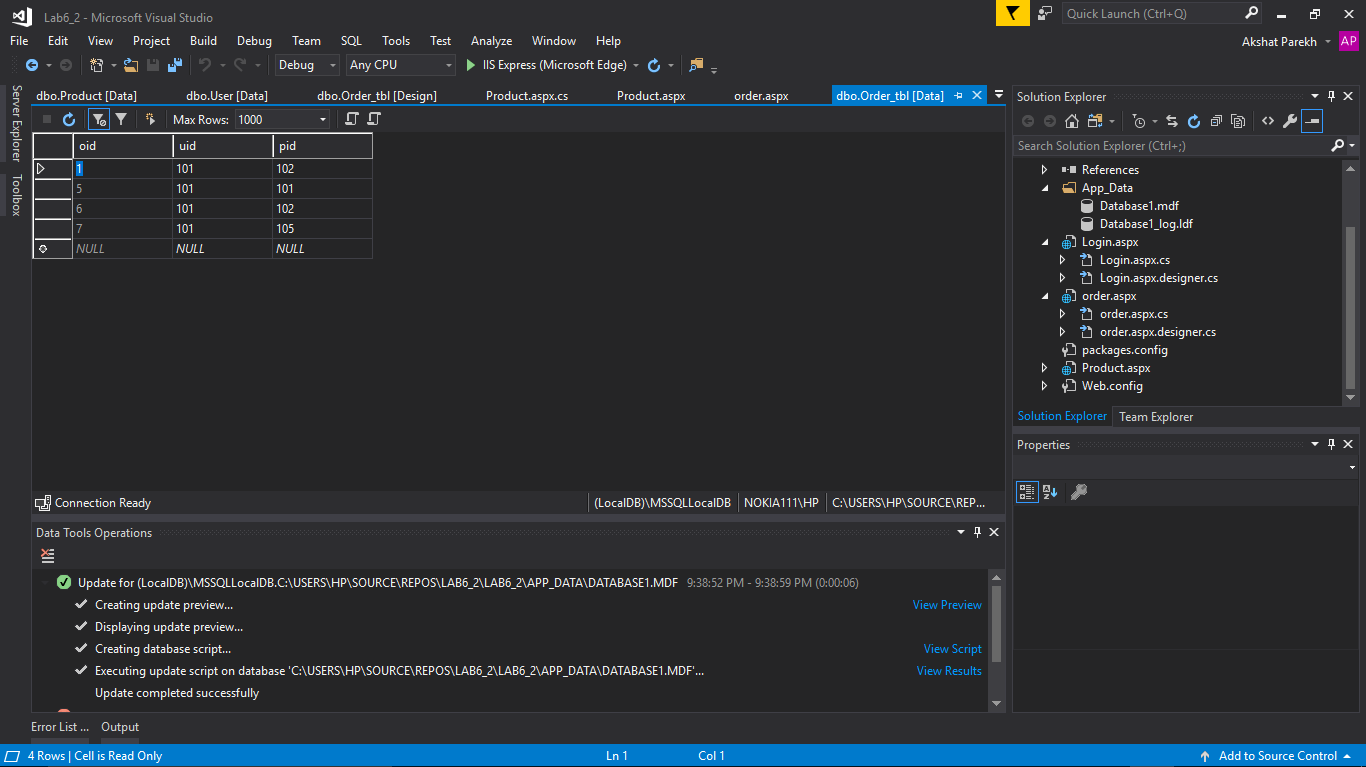 Lab6_2 - Microsoft Visual Studio
Quick Launch (Ctrl+Q)
File Edit View Project Build Debug Team SQL Tools Test Analyze Window Help
Akshat Parekh AP
Debug Any CPU IIS Express (Microsoft Edge)
Server Explorer
Toolbox
dbo.Product [Data] dbo.User [Data] dbo.Order_tbl [Design] Product.aspx.cs Product.aspx order.aspx dbo.Order_tbl [Data]
Max Rows: 1000
oid uid pid
1 101 102
5 101 101
6 101 102
7 101 105
NULL NULL NULL
Connection Ready
(LocalDB)\MSSQLLocalDB NOKIA111\HP C:\USERS\HP\SOURCE\REP...
Data Tools Operations
Update for (LocalDB)\MSSQLLocalDB.C:\USERS\HP\SOURCE\REPOS\LAB6_2\LAB6_2\APP_DATA\DATABASE1.MDF 9:38:52 PM - 9:38:59 PM (0:00:06)
Creating update preview... View Preview
Displaying update preview...
Creating database script... View Script
Executing update script on database 'C:\USERS\HP\SOURCE\REPOS\LAB6_2\LAB6_2\APP_DATA\DATABASE1.MDF'... View Results
Update completed successfully
Solution Explorer
Search Solution Explorer (Ctrl+;)
References
App_Data
Database1.mdf
Database1_log.ldf
Login.aspx
Login.aspx.cs
Login.aspx.designer.cs
order.aspx
order.aspx.cs
order.aspx.designer.cs
packages.config
Product.aspx
Web.config
Solution Explorer Team Explorer
Properties
Error List ... Output
4 Rows | Cell is Read Only Ln 1 Col 1 Add to Source Control